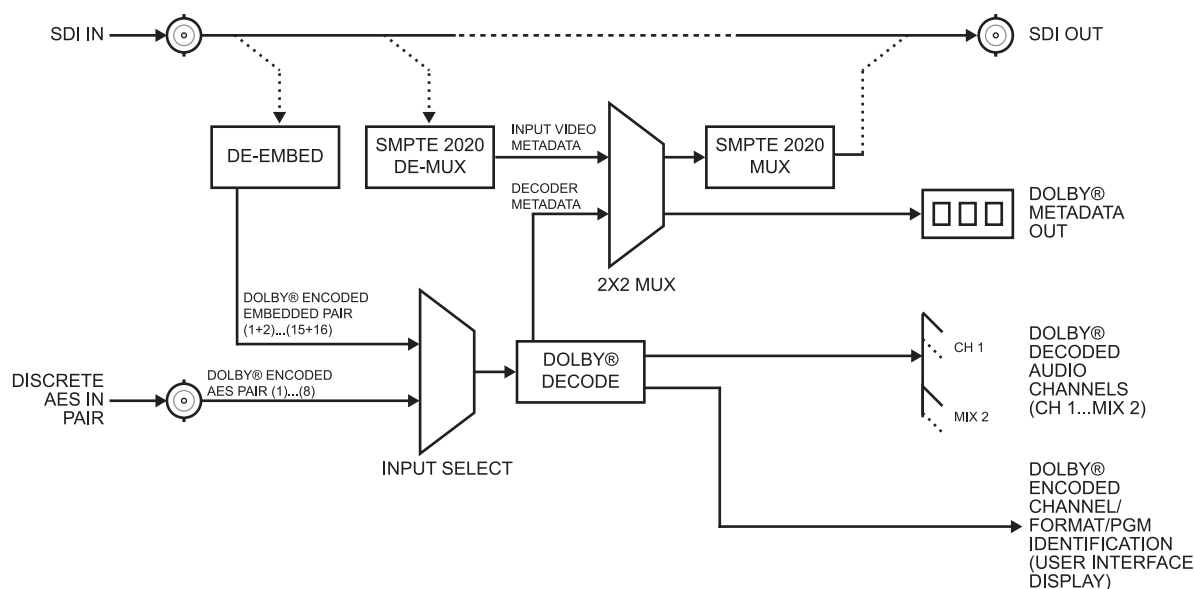 SDI IN
SDI OUT
DE-EMBED
SMPTE 2020
DE-MUX
INPUT VIDEO
METADATA
DECODER
METADATA
SMPTE 2020
MUX
DOLBY®
METADATA
OUT
2X2 MUX
DOLBY® ENCODED
EMBEDDED PAIR
(1+2)...(15+16)
DISCRETE
AES IN
PAIR
DOLBY® ENCODED
AES PAIR (1)...(8)
INPUT SELECT
DOLBY®
DECODE
CH 1
MIX 2
DOLBY®
DECODED
AUDIO
CHANNELS
(CH 1...MIX 2)
DOLBY®
ENCODED
CHANNEL/
FORMAT/PGM
IDENTIFICATION
(USER INTERFACE
DISPLAY)